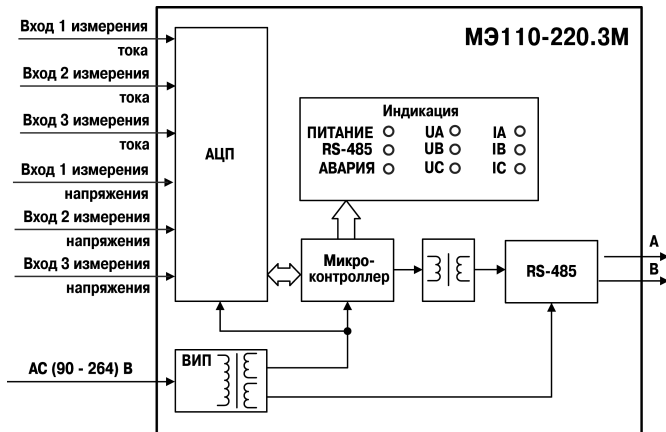 МЭ110-220.3М
Вход 1 измерения
тока
Вход 2 измерения
тока
Вход 3 измерения
тока
Вход 1 измерения
напряжения
Вход 2 измерения
напряжения
Вход 3 измерения
напряжения
АЦП
Индикация
ПИТАНИЕ UA IA
RS-485 UB IB
АВАРИЯ UC IC
Микро-
контроллер
RS-485
A
B
AC (90 - 264) В
ВИП